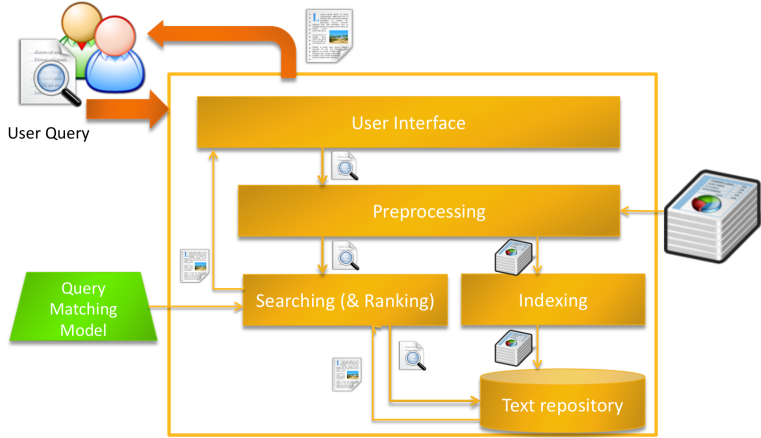 User Query
User Interface
Preprocessing
Searching (& Ranking)
Indexing
Query
Matching
Model
Text repository